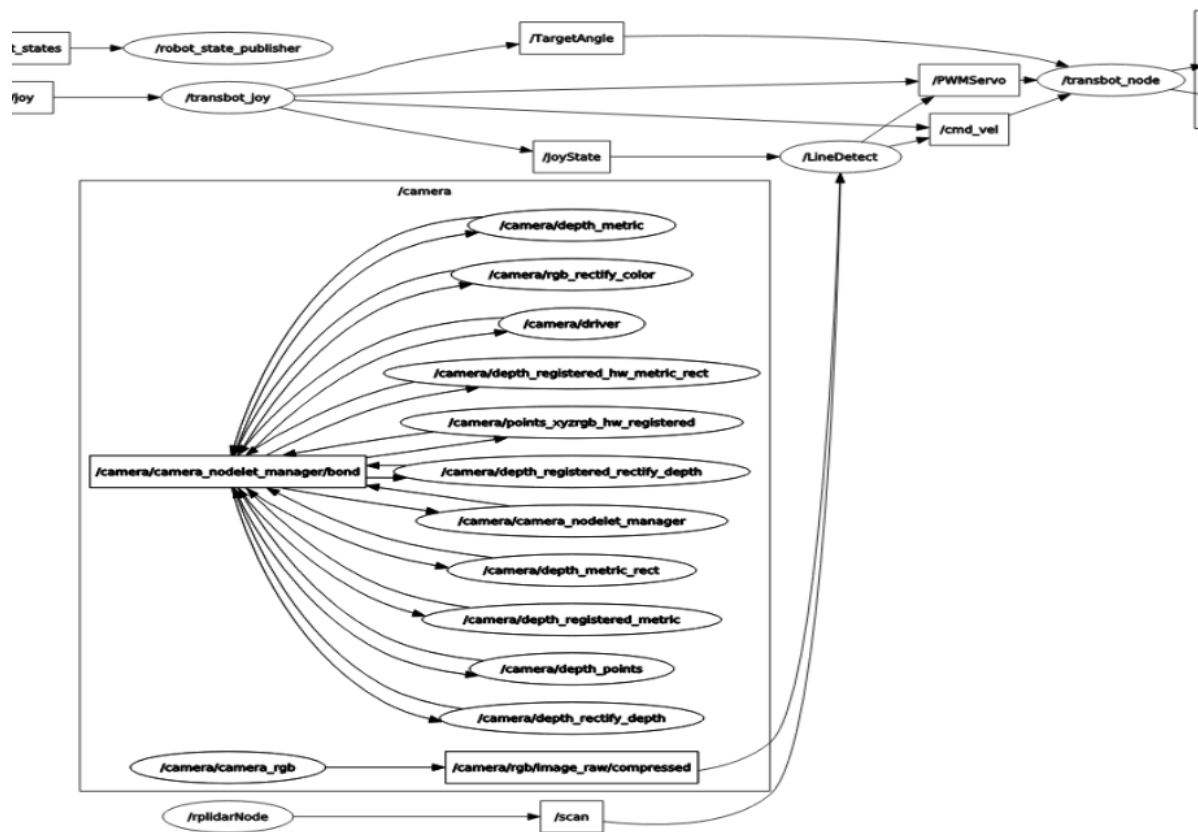 t_states
/robot_state_publisher
/TargetAngle
/joy
/transbot_joy
/PWMServo
/transbot_node
/cmd_vel
/JoyState
/LineDetect
/camera
/camera/depth_metric
/camera/rgb_rectify_color
/camera/driver
/camera/depth_registered_hw_metric_rect
/camera/points_xyzrgb_hw_registered
/camera/camera_nodelet_manager/bond
/camera/depth_registered_rectify_depth
/camera/camera_nodelet_manager
/camera/depth_metric_rect
/camera/depth_registered_metric
/camera/depth_points
/camera/depth_rectify_depth
/camera/camera_rgb
/camera/rgb/image_raw/compressed
/rplidarNode
/scan